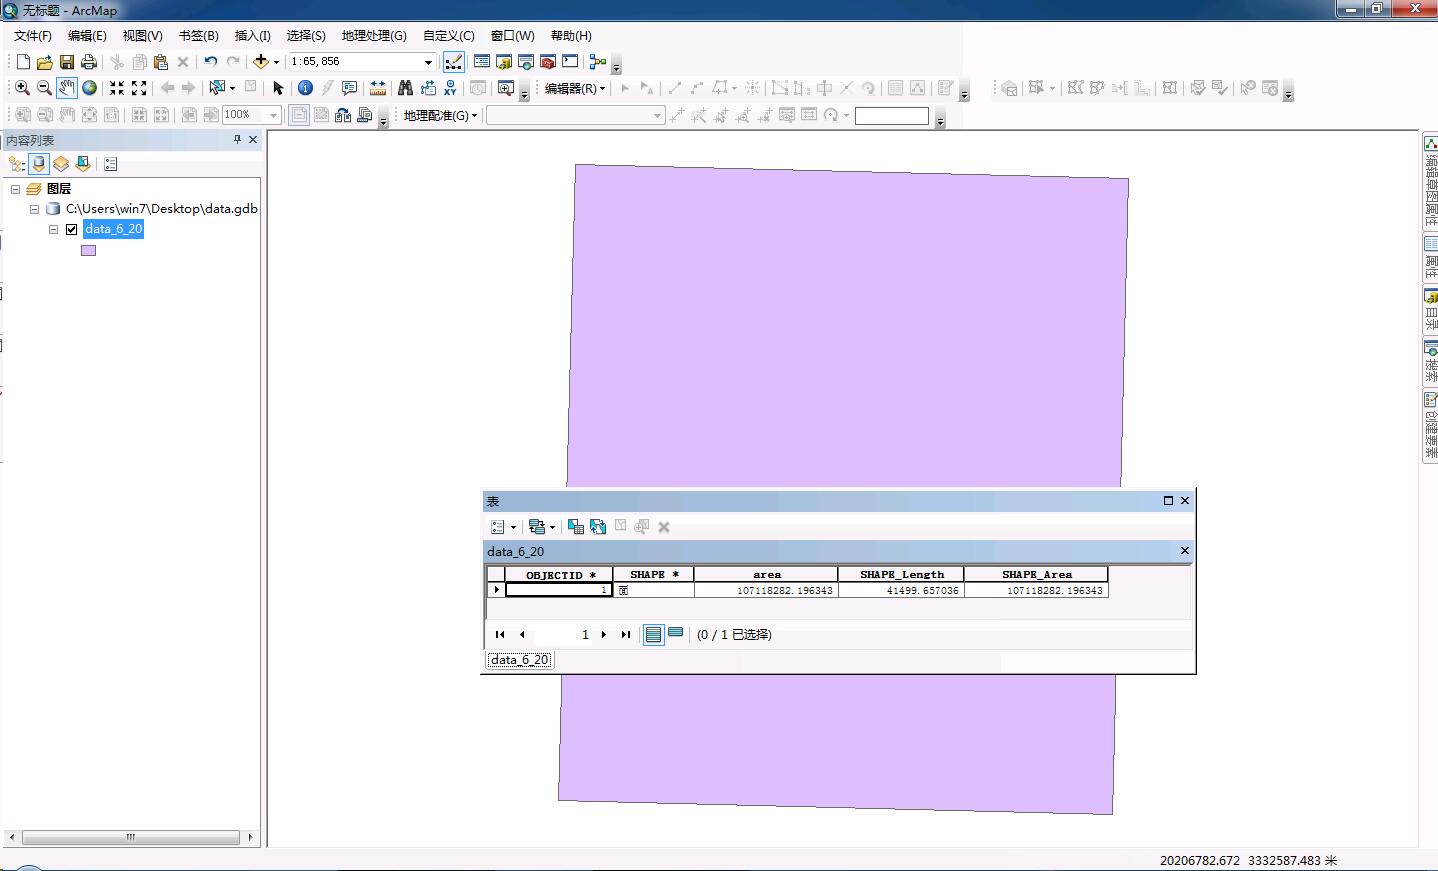 无标题 - ArcMap
文件(F) 编辑(E) 视图(V) 书签(B) 插入(I) 选择(S) 地理处理(G) 自定义(C) 窗口(W) 帮助(H)
1:65,856
编辑器(R)
100% 地理配准(G)
内容列表
图层
C:\Users\win7\Desktop\data.gdb
data_6_20
表
data_6_20
OBJECTID * SHAPE * area SHAPE_Length SHAPE_Area
1 面 107118282.196343 41499.657036 107118282.196343
1 (0 / 1 已选择)
data_6_20
编辑草图属性
属性
目录
搜索
创建要素
20206782.672 3332587.483 米